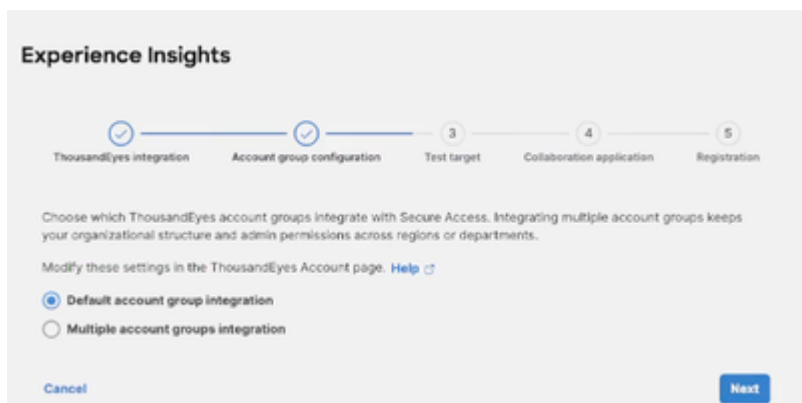 Experience Insights
3 4 5
ThousandEyes integration Account group configuration Test target Collaboration application Registration
Choose which ThousandEyes account groups integrate with Secure Access. Integrating multiple account groups keeps
your organizational structure and admin permissions across regions or departments.
Modify these settings in the ThousandEyes Account page. Help
Default account group integration
Multiple account groups integration
Cancel Next